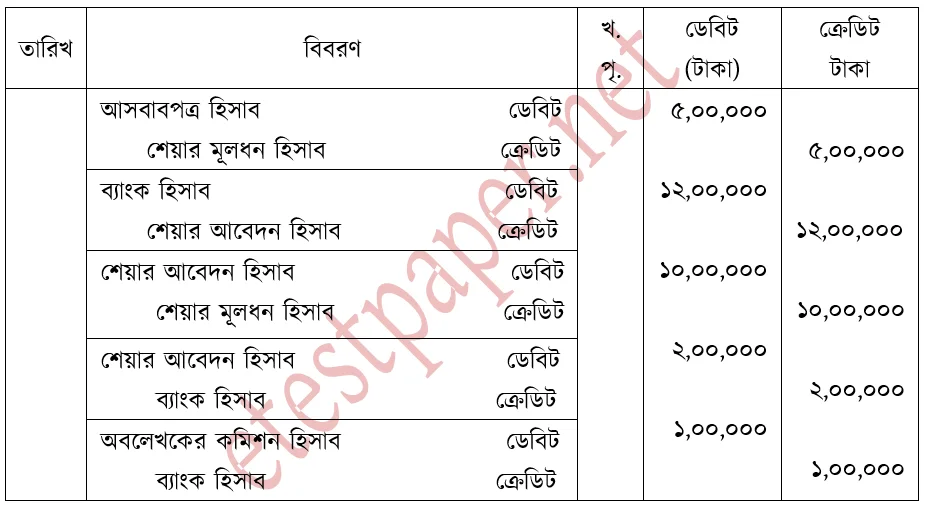 তারিখ বিবরণ খ. পৃ. ডেবিট (টাকা) ক্রেডিট টাকা
আসবাবপত্র হিসাব ডেবিট ৫,০০,০০০
শেয়ার মূলধন হিসাব ক্রেডিট ৫,০০,০০০
ব্যাংক হিসাব ডেবিট ১২,০০,০০০
শেয়ার আবেদন হিসাব ক্রেডিট ১২,০০,০০০
শেয়ার আবেদন হিসাব ডেবিট ১০,০০,০০০
শেয়ার মূলধন হিসাব ক্রেডিট ১০,০০,০০০
শেয়ার আবেদন হিসাব ডেবিট ২,০০,০০০
ব্যাংক হিসাব ক্রেডিট ২,০০,০০০
অবলেখকের কমিশন হিসাব ডেবিট ১,০০,০০০
ব্যাংক হিসাব ক্রেডিট ১,০০,০০০
etestpaper.net